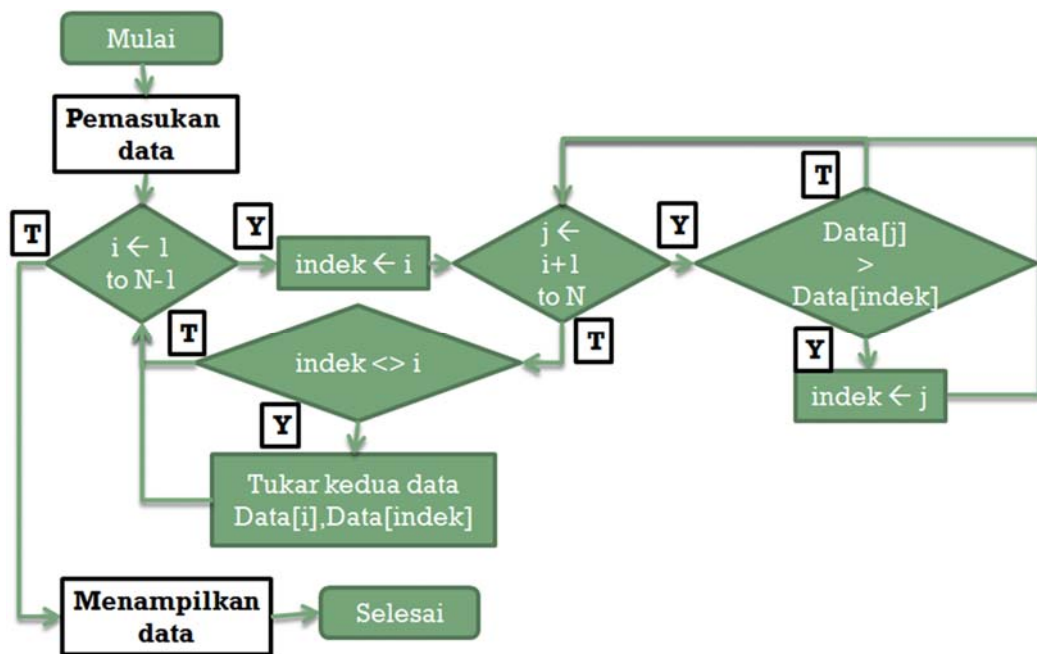 Mulai
Pemasukan
data
T
i ← 1
to N-1
Y
indek ← i
j ←
i+1
to N
Y
T
Data[j]
>
Data[indek]
Y
indek ← j
T
indek <> i
T
Y
Tukar kedua data
Data[i],Data[indek]
Menampilkan
data
Selesai